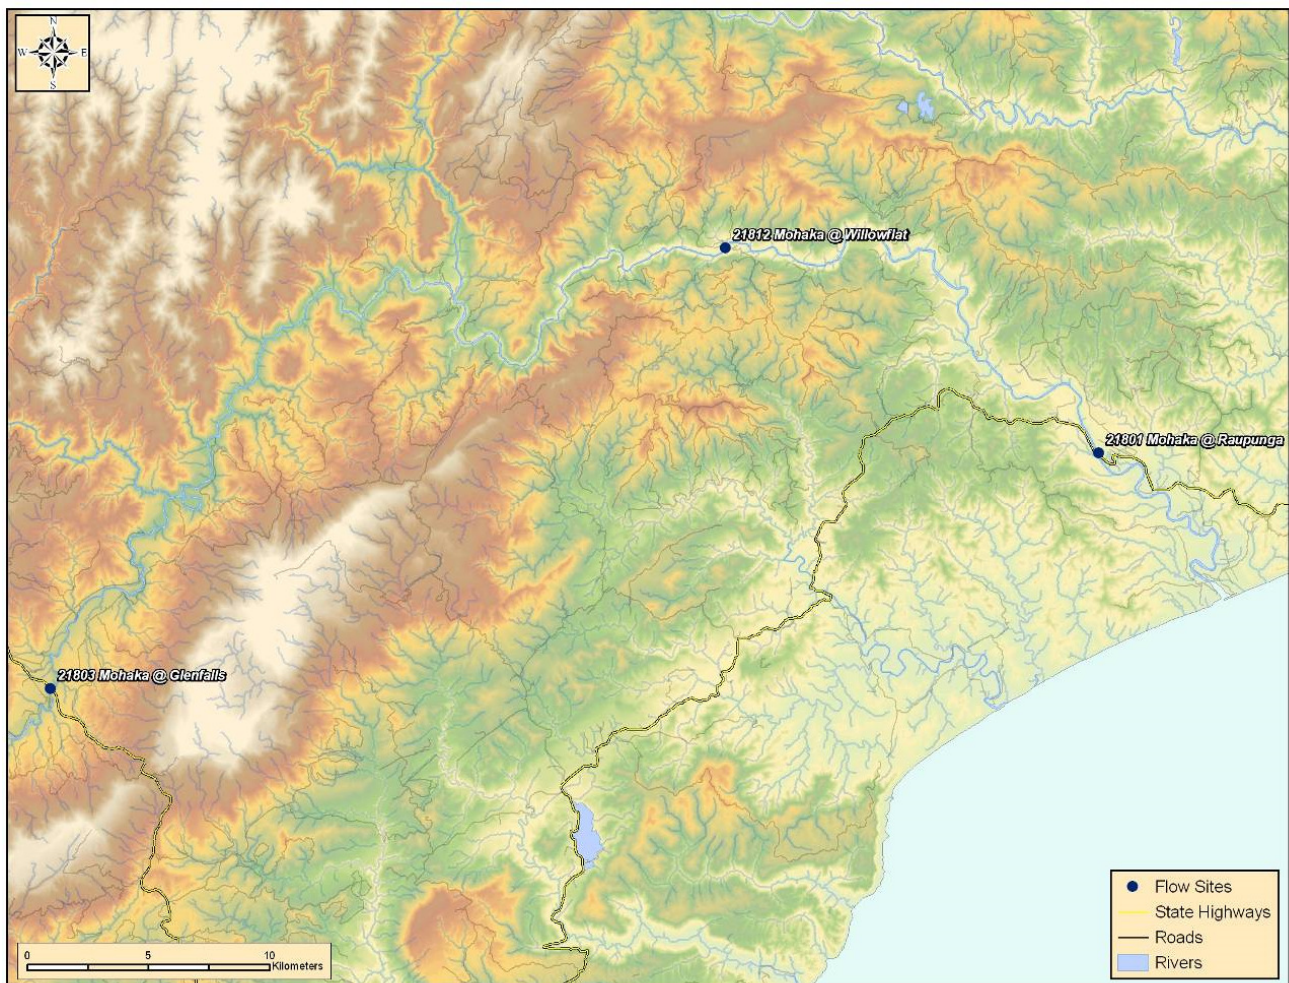 N
W E
S
21812 Mohaka @ Willowflat
21801 Mohaka @ Raupunga
21803 Mohaka @ Glenfalls
0 5 10
Kilometers
Flow Sites
State Highways
Roads
Rivers